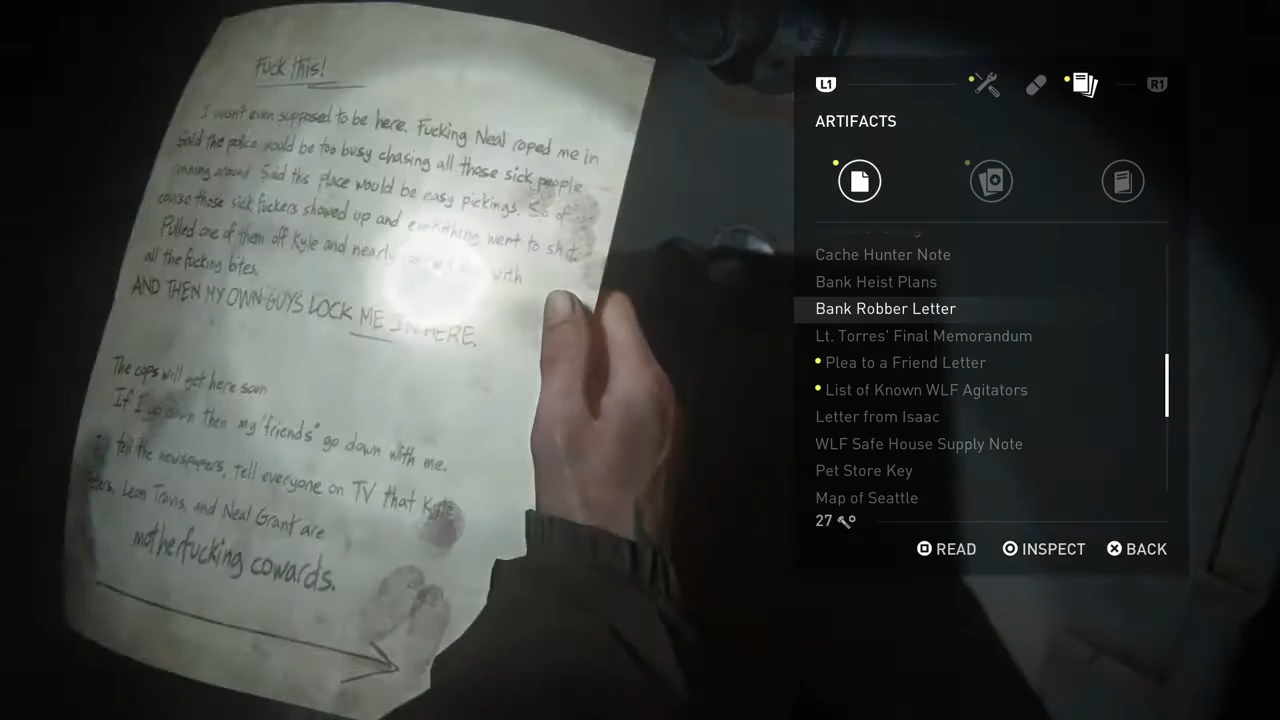 Fuck this!
I wasn't even supposed to be here. Fucking Neal roped me in
Said the police would be too busy chasing all those sick people
running around. Said this place would be easy pickings. So of
course those sick fuckers showed up and everything went to shit.
Pulled one of them off Kyle and nearly with
all the fucking bites.
AND THEN MY OWN GUYS LOCK ME IN HERE.
The cops will get here soon
If I go down then my "friends" go down with me.
tell the newspapers, tell everyone on TV that Kyle
Peters, Leon Travis, and Neal Grant are
motherfucking cowards.
L1
R1
ARTIFACTS
Cache Hunter Note
Bank Heist Plans
Bank Robber Letter
Lt. Torres' Final Memorandum
Plea to a Friend Letter
List of Known WLF Agitators
Letter from Isaac
WLF Safe House Supply Note
Pet Store Key
Map of Seattle
27
READ INSPECT BACK